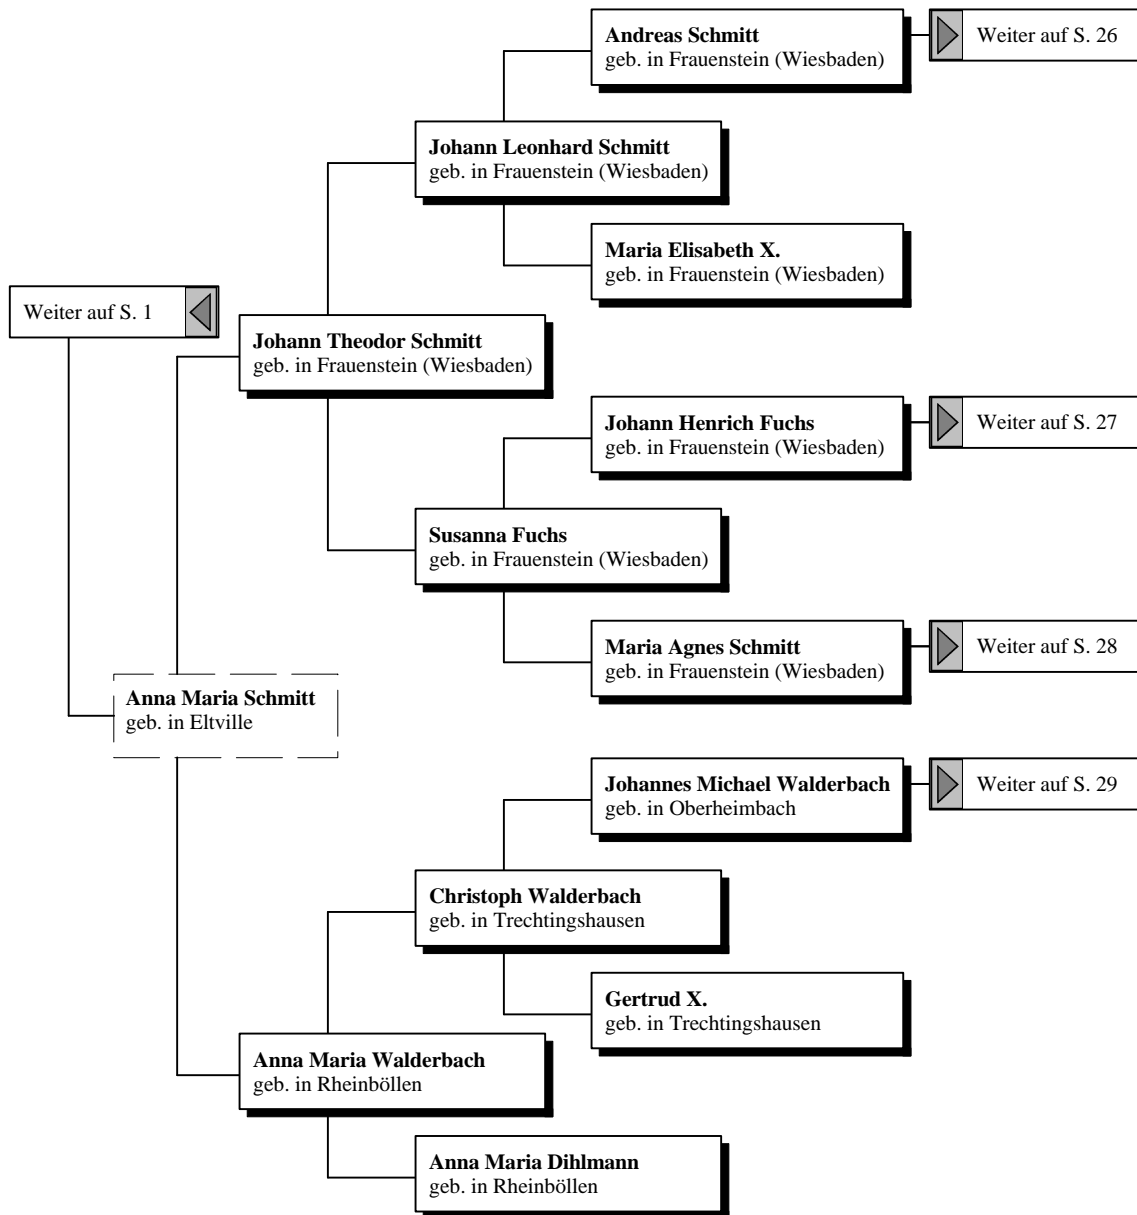 Andreas Schmitt
geb. in Frauenstein (Wiesbaden)
Weiter auf S. 26
Johann Leonhard Schmitt
geb. in Frauenstein (Wiesbaden)
Maria Elisabeth X.
geb. in Frauenstein (Wiesbaden)
Weiter auf S. 1
Johann Theodor Schmitt
geb. in Frauenstein (Wiesbaden)
Johann Henrich Fuchs
geb. in Frauenstein (Wiesbaden)
Weiter auf S. 27
Susanna Fuchs
geb. in Frauenstein (Wiesbaden)
Maria Agnes Schmitt
geb. in Frauenstein (Wiesbaden)
Weiter auf S. 28
Anna Maria Schmitt
geb. in Eltville
Johannes Michael Walderbach
geb. in Oberheimbach
Weiter auf S. 29
Christoph Walderbach
geb. in Trechtingshausen
Gertrud X.
geb. in Trechtingshausen
Anna Maria Walderbach
geb. in Rheinböllen
Anna Maria Dihlmann
geb. in Rheinböllen